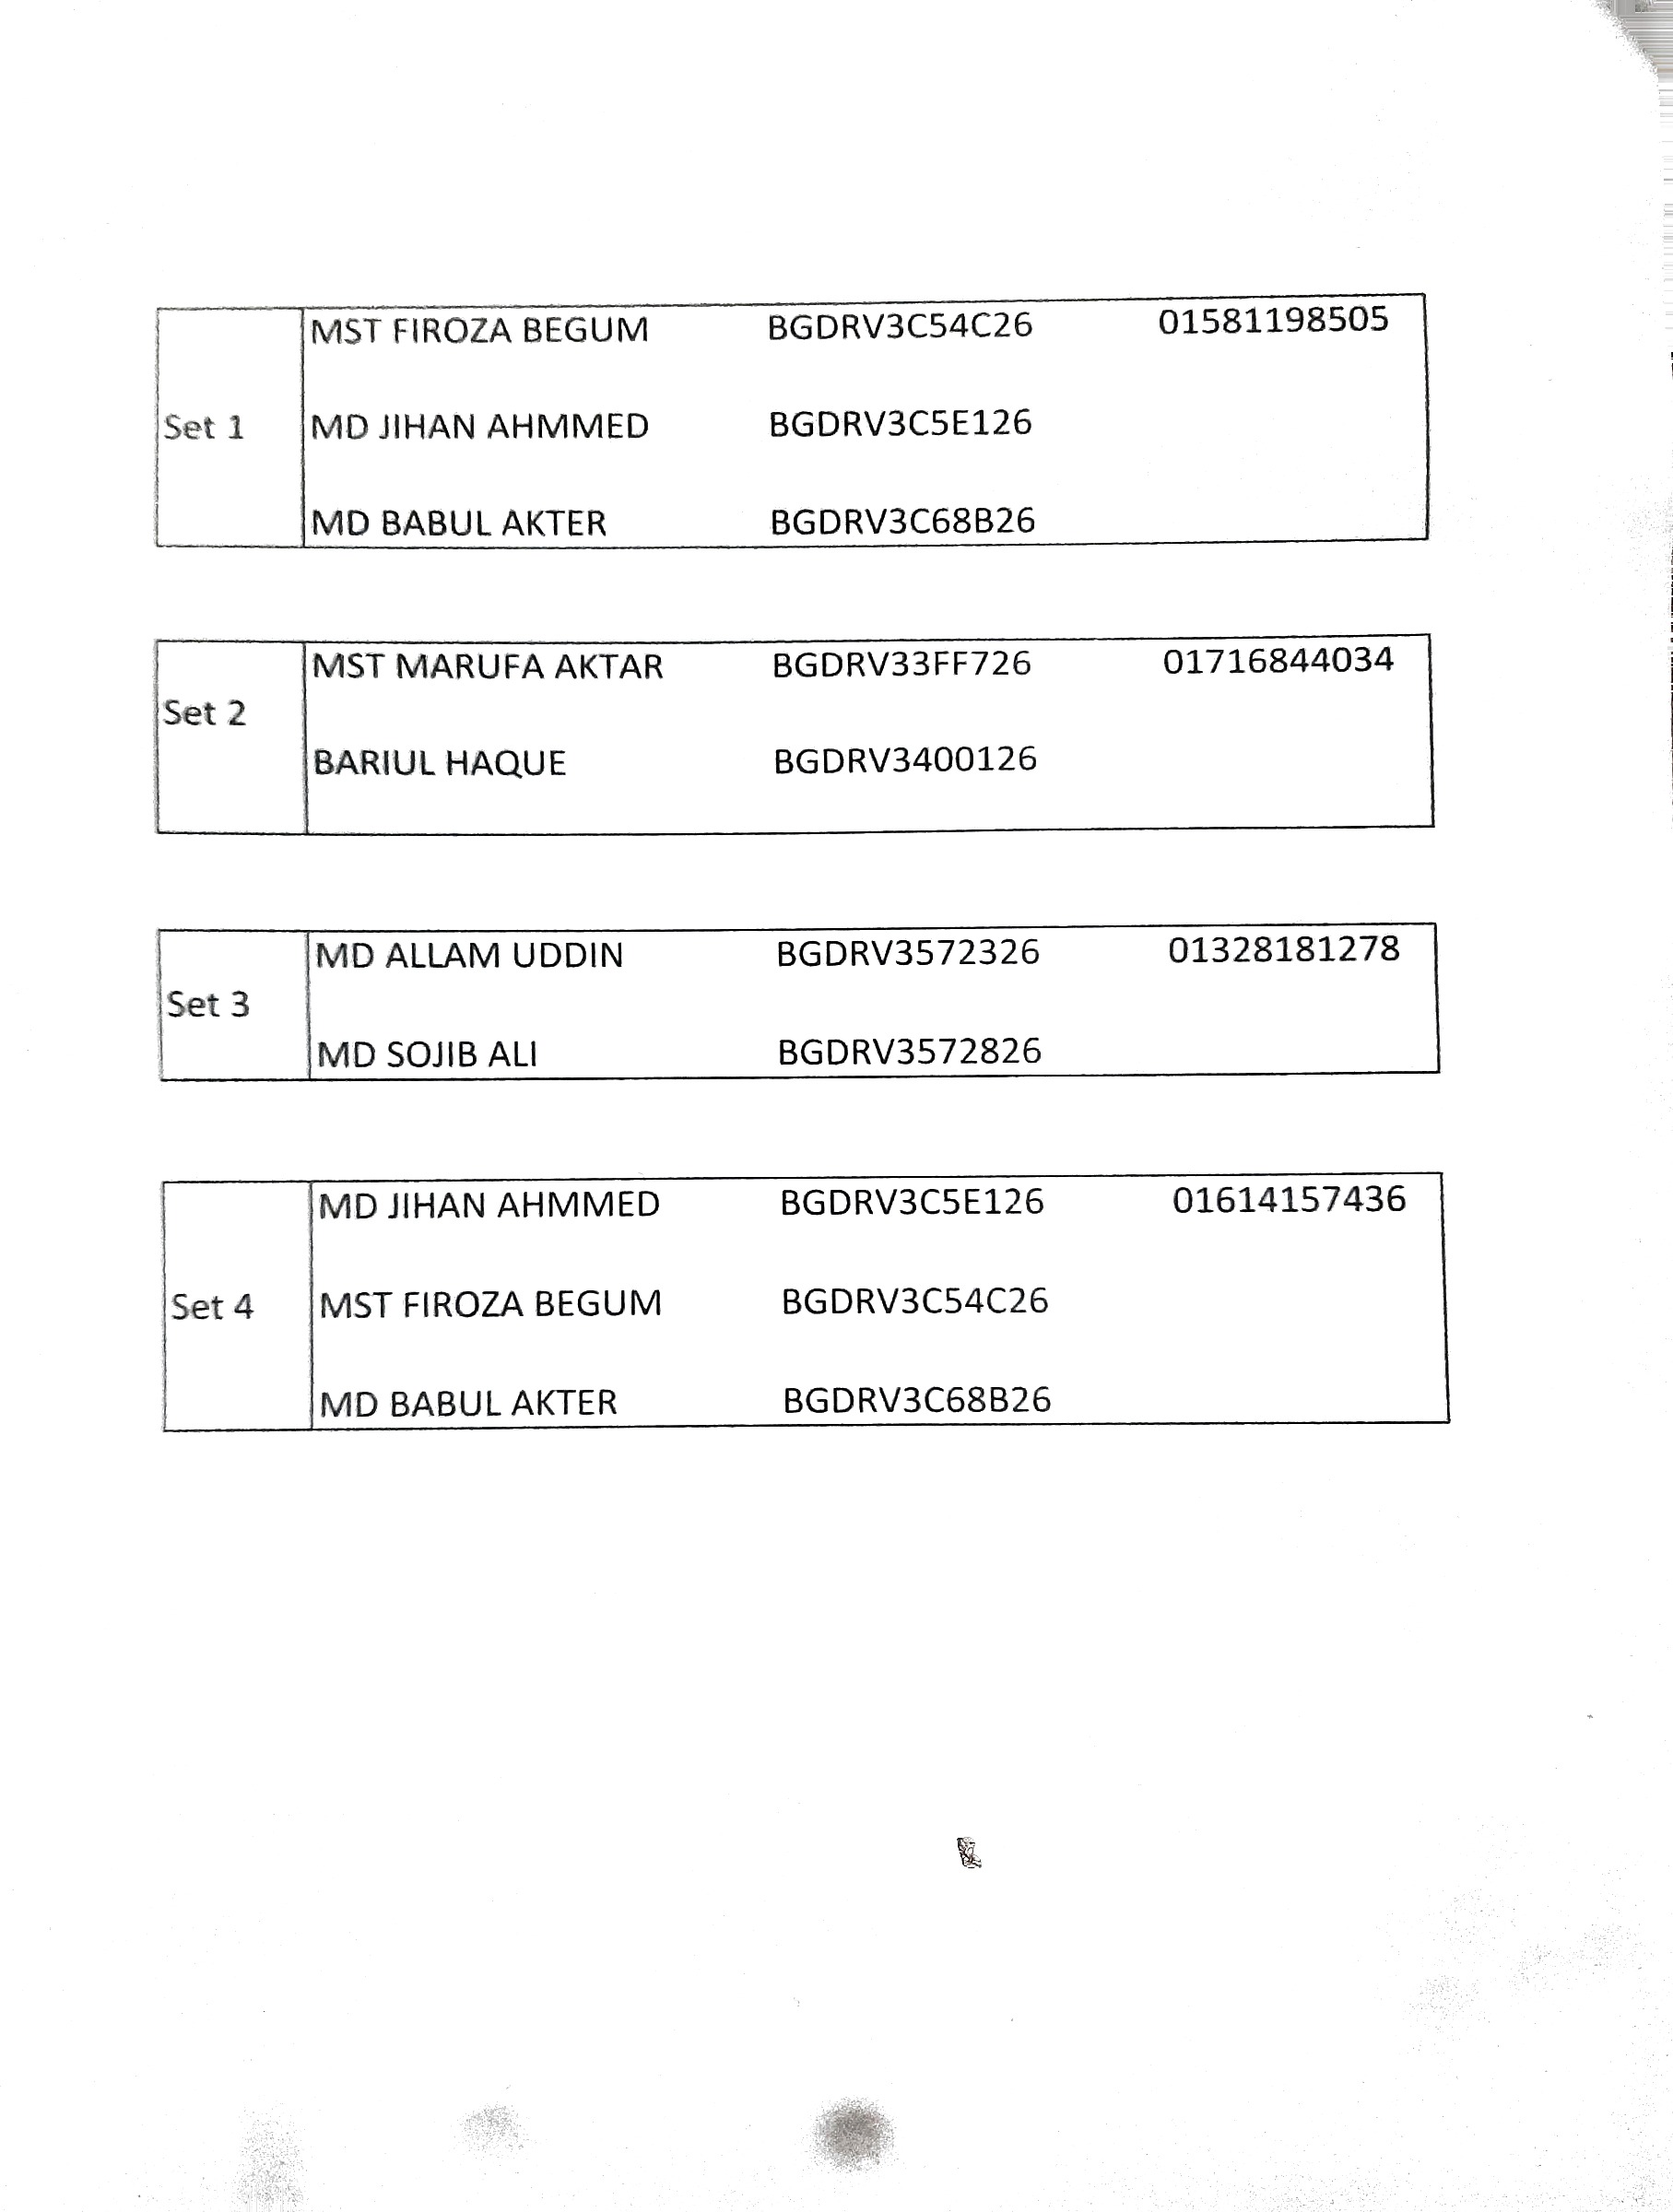 MST FIROZA BEGUM BGDRV3C54C26 01581198505
Set 1 MD JIHAN AHMMED BGDRV3C5E126
MD BABUL AKTER BGDRV3C68B26
MST MARUFA AKTAR BGDRV33FF726 01716844034
Set 2
BARIUL HAQUE BGDRV3400126
MD ALLAM UDDIN BGDRV3572326 01328181278
Set 3
MD SOJIB ALI BGDRV3572826
MD JIHAN AHMMED BGDRV3C5E126 01614157436
Set 4 MST FIROZA BEGUM BGDRV3C54C26
MD BABUL AKTER BGDRV3C68B26